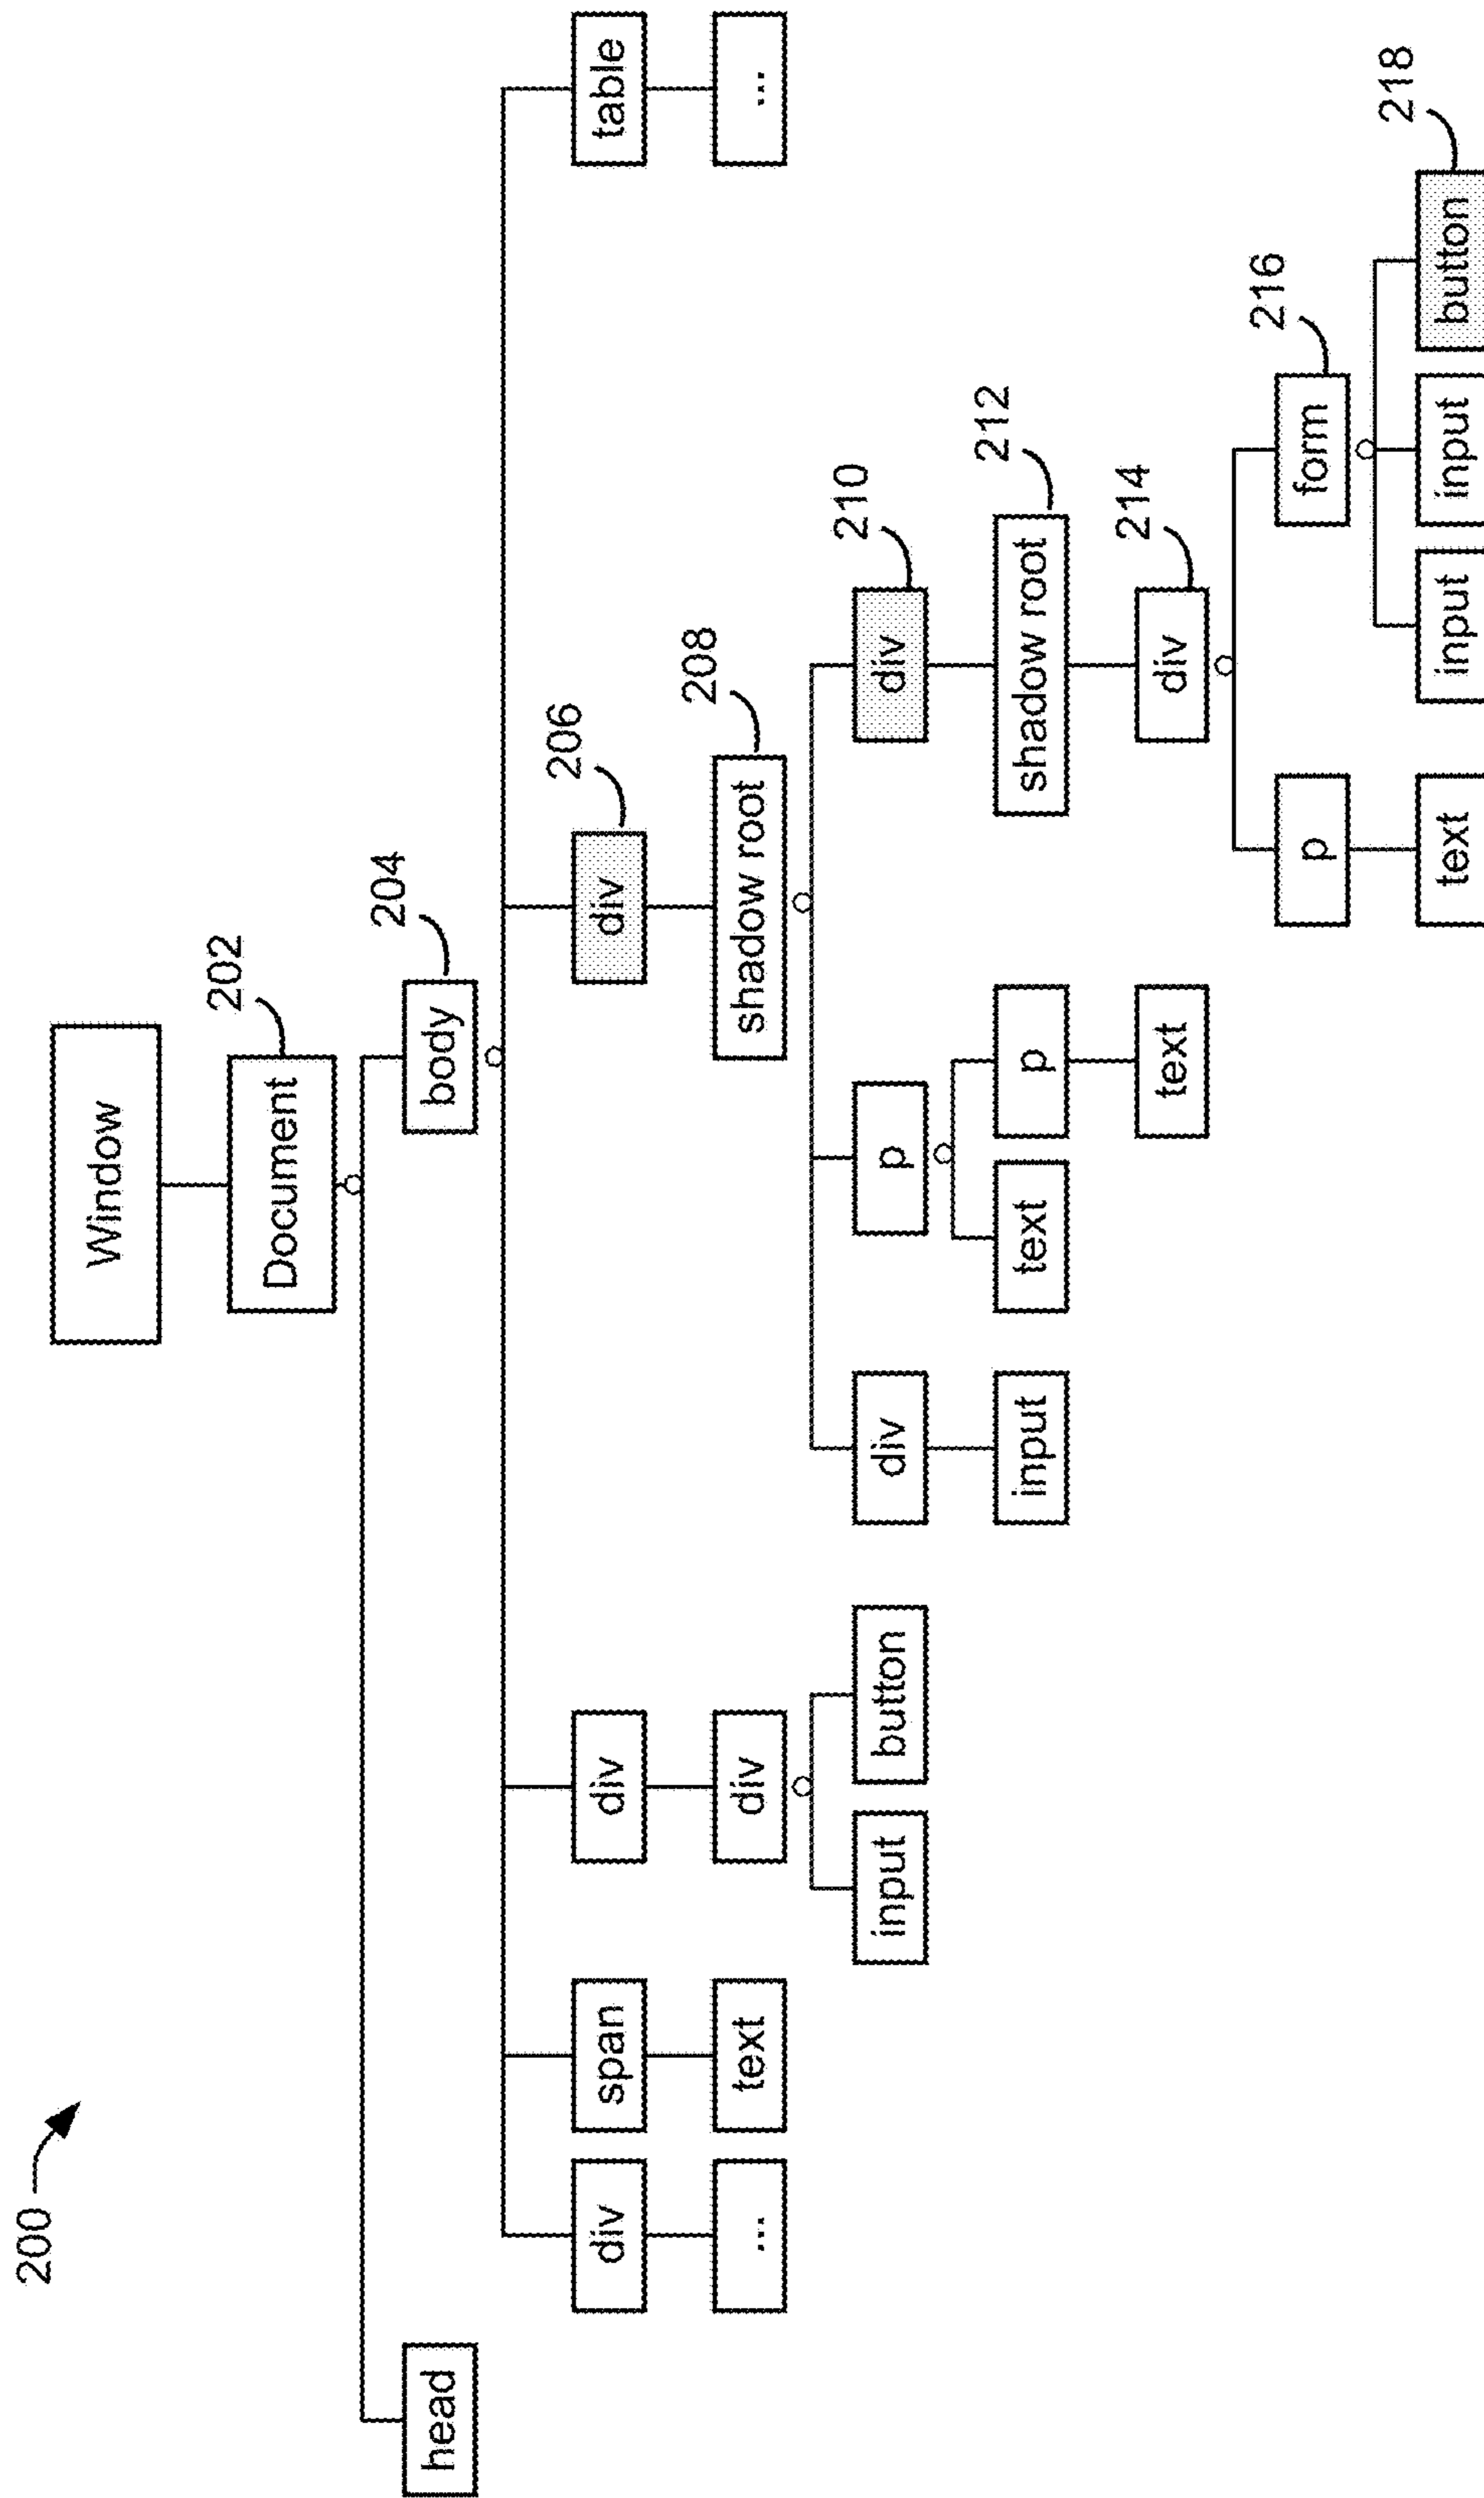 200
Window
Document
202
head
body
204
div
span
div
div
206
table
...
text
div
shadow root
208
...
input
button
div
p
div
210
input
text
p
shadow root
212
text
div
214
p
form
216
text
input
input
button
218